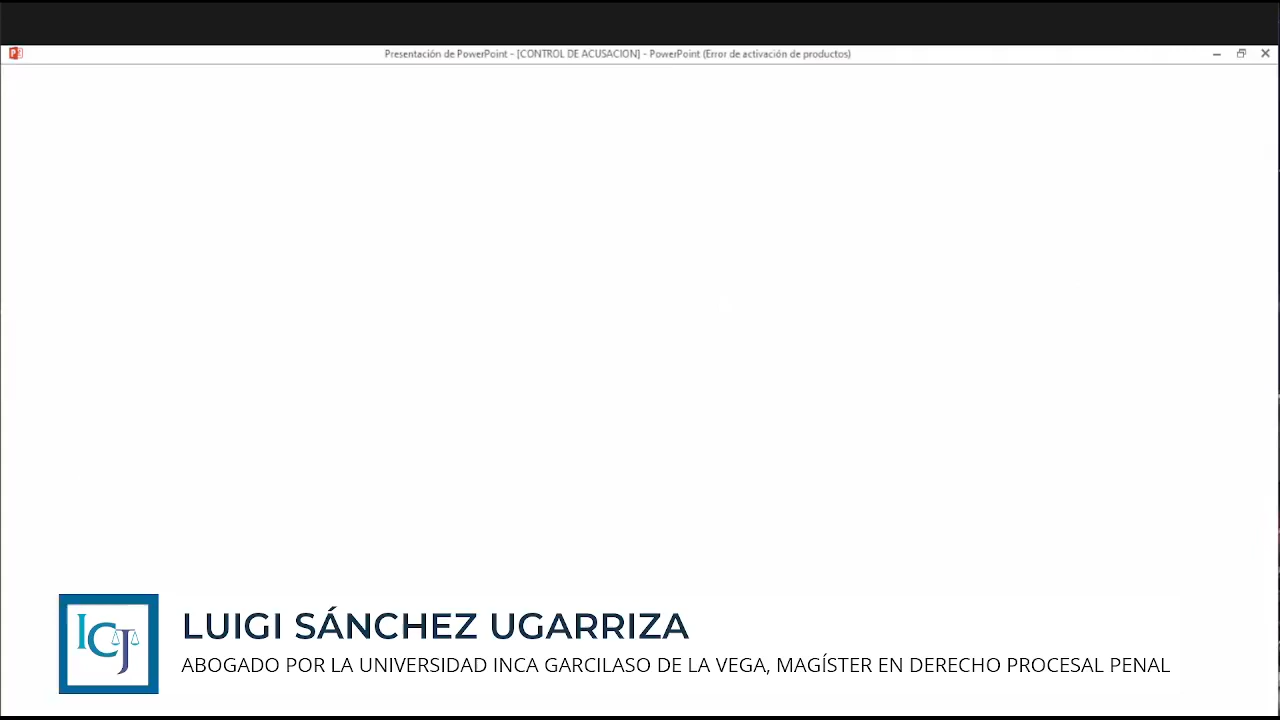 Presentación de PowerPoint - [CONTROL DE ACUSACION] - PowerPoint (Error de activación de productos)
ICJ
LUIGI SÁNCHEZ UGARRIZA
ABOGADO POR LA UNIVERSIDAD INCA GARCILASO DE LA VEGA, MAGÍSTER EN DERECHO PROCESAL PENAL